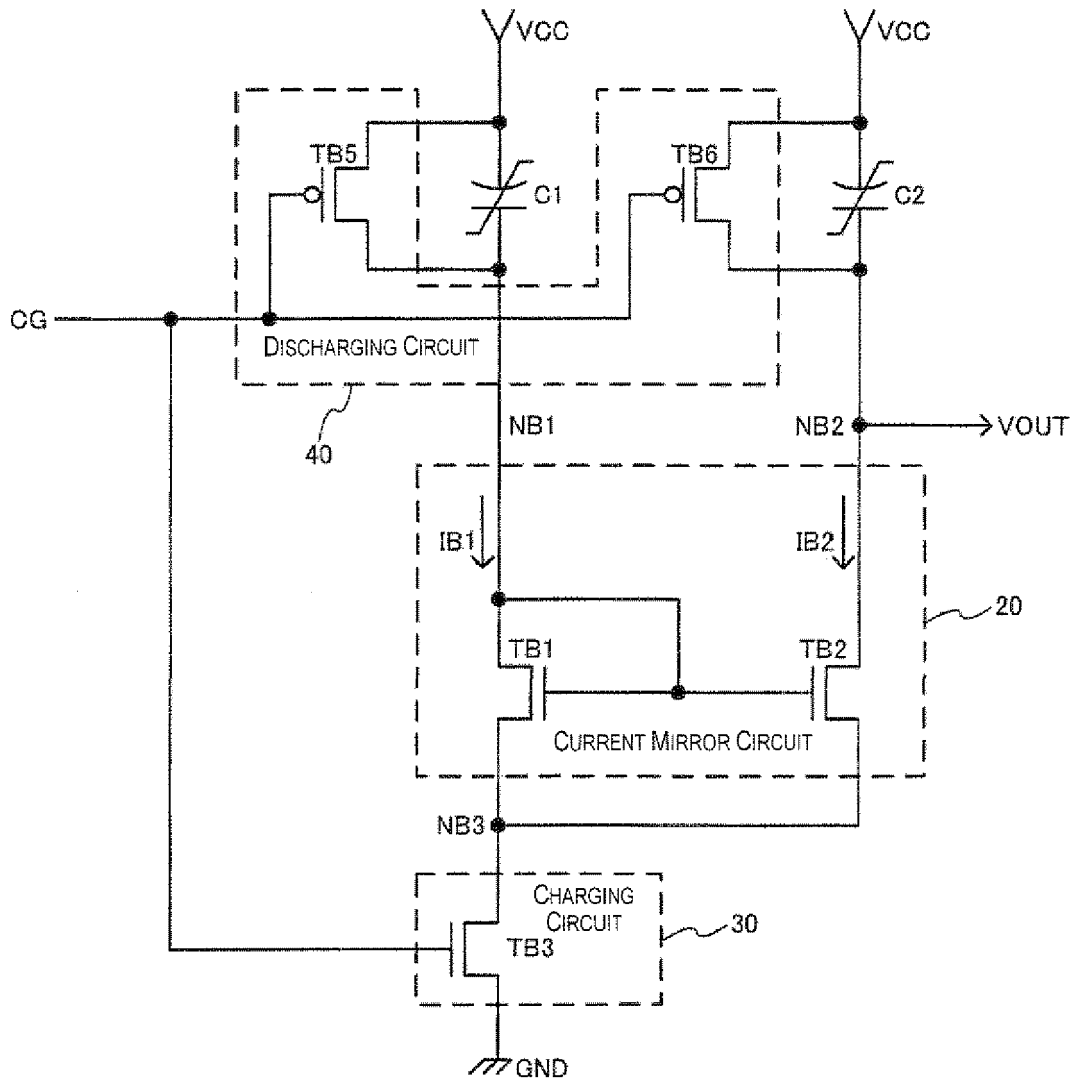 VCC
VCC
TB5
TB6
C1
C2
CG
DISCHARGING CIRCUIT
40
NB1
NB2
VOUT
IB1
IB2
20
TB1
TB2
CURRENT MIRROR CIRCUIT
NB3
CHARGING
CIRCUIT
30
TB3
GND